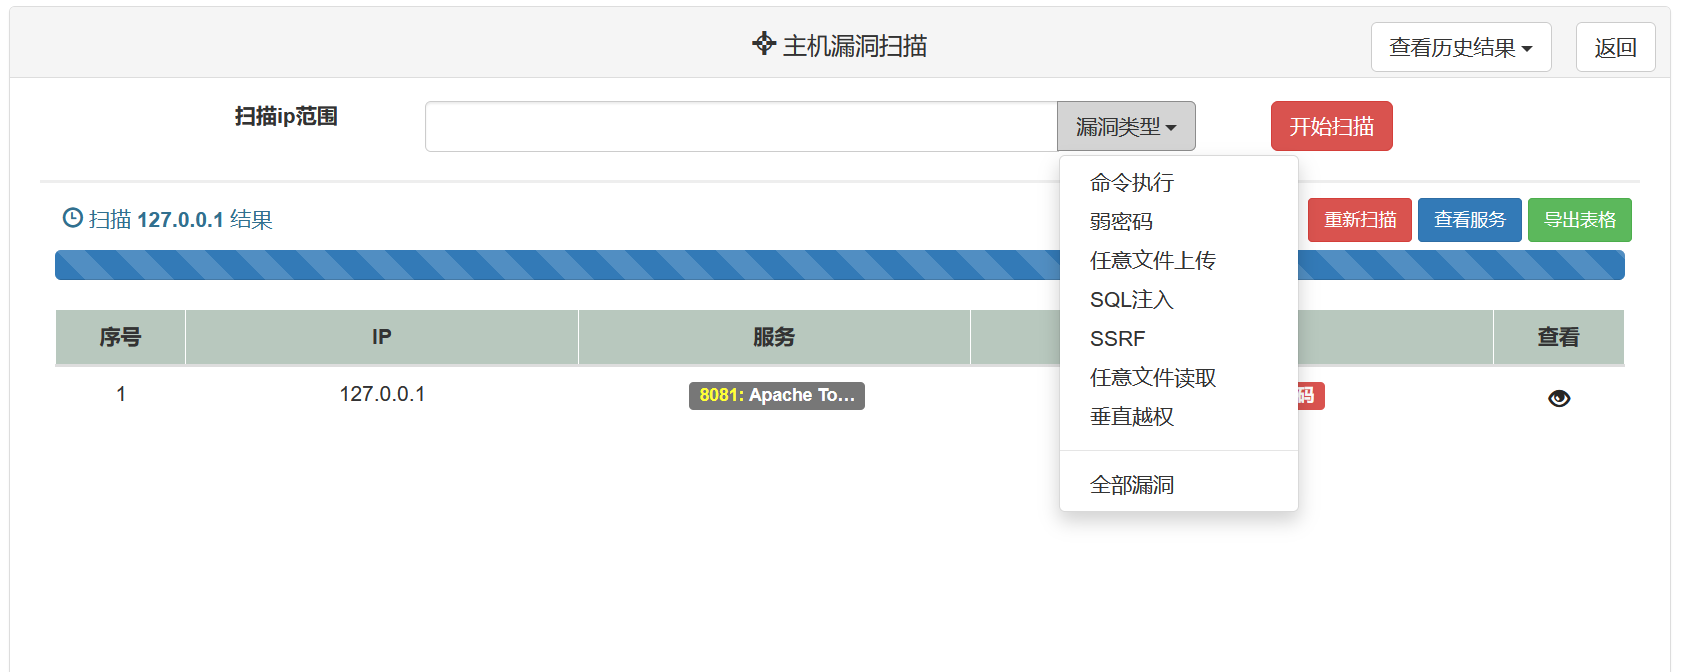 主机漏洞扫描
查看历史结果
返回
扫描ip范围
漏洞类型
开始扫描
命令执行
弱密码
任意文件上传
SQL注入
SSRF
任意文件读取
垂直越权
全部漏洞
扫描 127.0.0.1 结果
重新扫描
查看服务
导出表格
序号 IP 服务 查看
1 127.0.0.1 8081: Apache To... 码